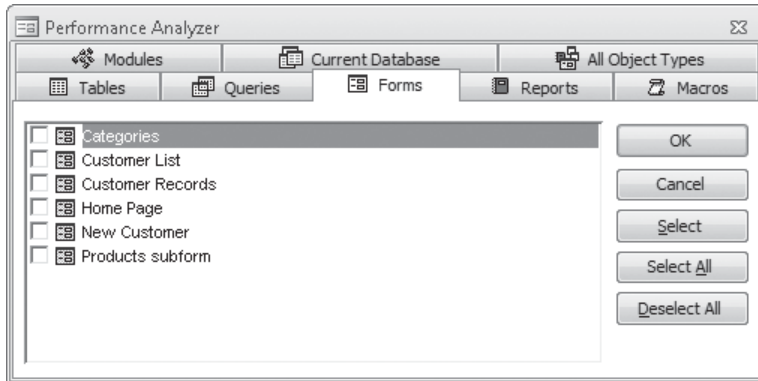 Performance Analyzer
Modules
Current Database
All Object Types
Tables
Queries
Forms
Reports
Macros
Categories
Customer List
Customer Records
Home Page
New Customer
Products subform
OK
Cancel
Select
Select All
Deselect All